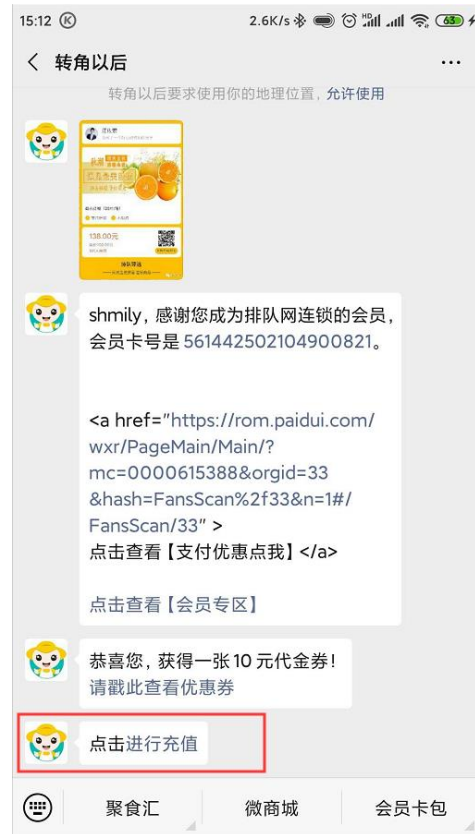 15:12
2.6K/s
HD
63
转角以后
转角以后要求使用你的地理位置，允许使用
138.00元
shmily，感谢您成为排队网连锁的会员，
会员卡号是 561442502104900821。
<a href="https://rom.paidui.com/
wxr/PageMain/Main/?
mc=0000615388&orgid=33
&hash=FansScan%2f33&n=1#/
FansScan/33" >
点击查看【支付优惠点我】</a>
点击查看【会员专区】
恭喜您，获得一张 10 元代金券！
请戳此查看优惠券
点击进行充值
聚食汇
微商城
会员卡包